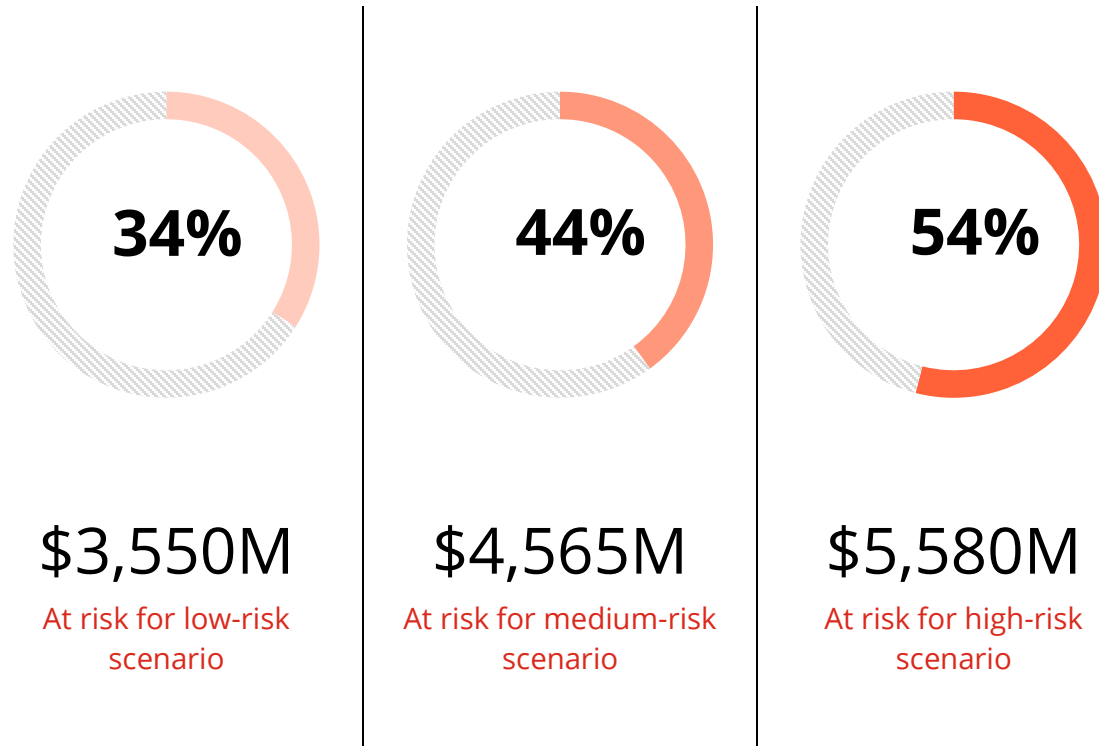 34%
$3,550M
At risk for low-risk
scenario
44%
$4,565M
At risk for medium-risk
scenario
54%
$5,580M
At risk for high-risk
scenario